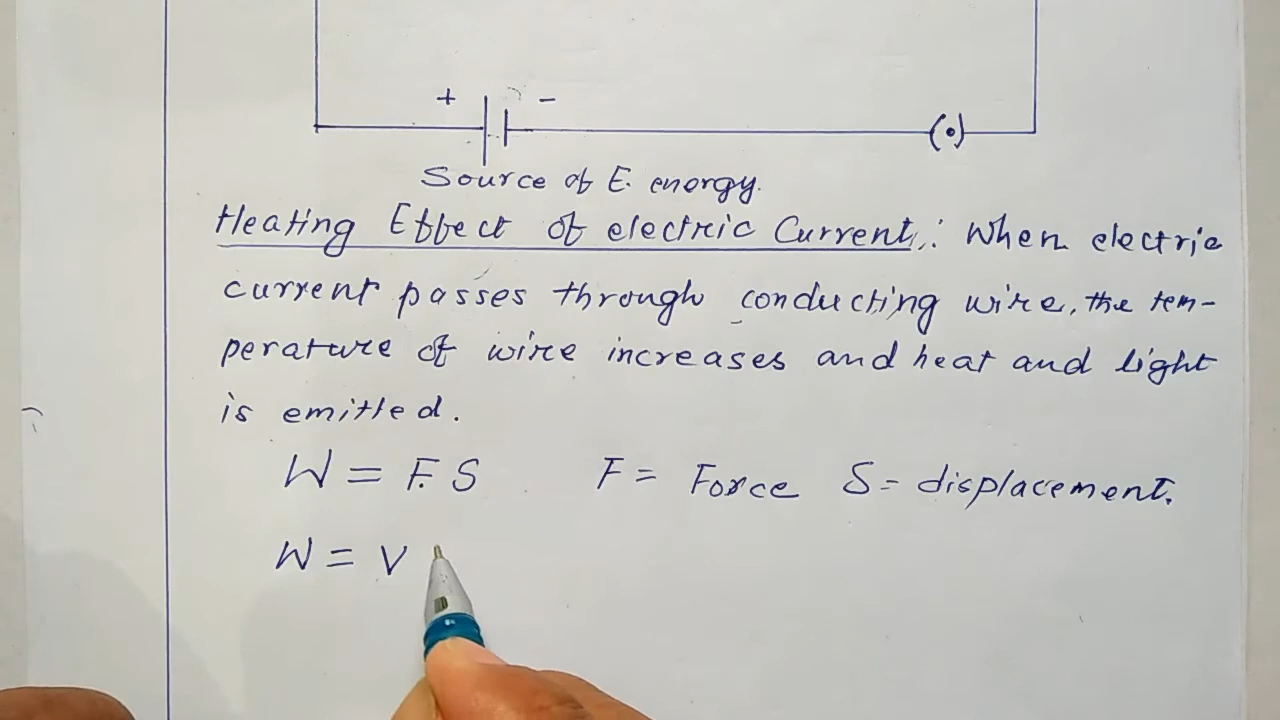 + -
Source of E. energy.
Heating Effect of electric Current,: When electric
current passes through conducting wire, the tem-
perature of wire increases and heat and light
is emitted.
W = F. S F = Force S = displacement.
W = V